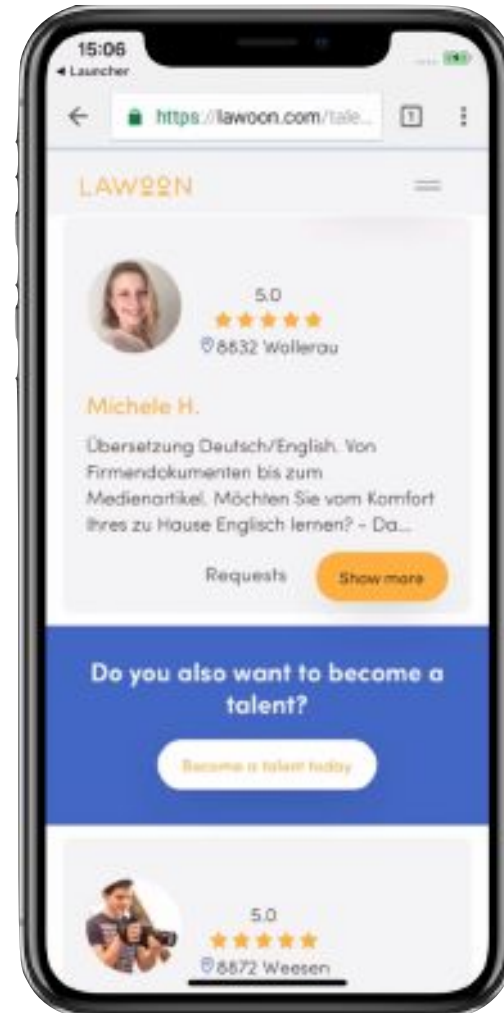 15:06
◀ Launcher
https://lawoon.com/tale...
1
LAWOON
5.0
8832 Wollerau
Michele H.
Übersetzung Deutsch/English. Von
Firmendokumenten bis zum
Medienartikel. Möchten Sie vom Komfort
Ihres zu Hause Englisch lernen? - Da...
Requests
Show more
Do you also want to become a
talent?
Become a talent today
5.0
8872 Weesen